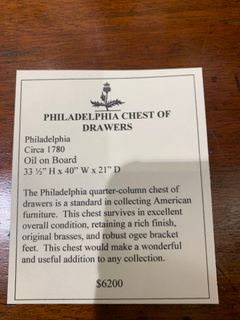 PHILADELPHIA CHEST OF
DRAWERS
Philadelphia
Circa 1780
Oil on Board
33 ½" H x 40" W x 21" D
The Philadelphia quarter-column chest of
drawers is a standard in collecting American
furniture. This chest survives in excellent
overall condition, retaining a rich finish,
original brasses, and robust ogee bracket
feet. This chest would make a wonderful
and useful addition to any collection.
$6200